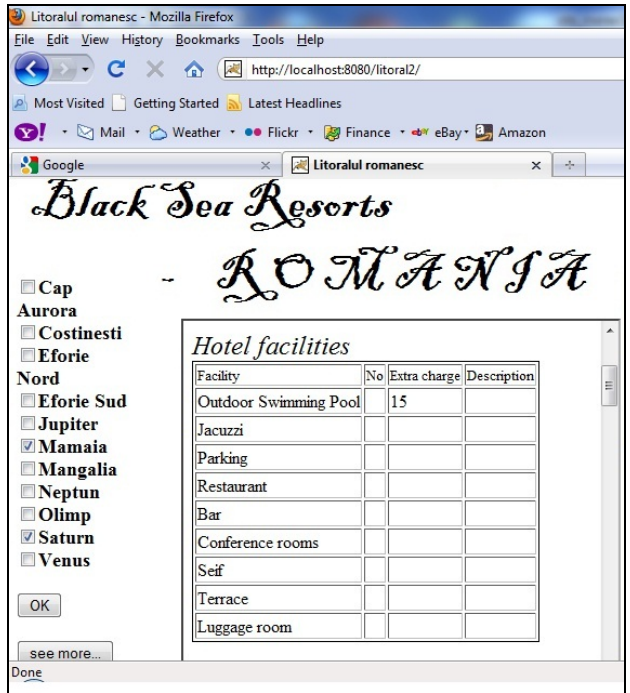 Litoralul romanesc - Mozilla Firefox
File Edit View History Bookmarks Tools Help
http://localhost:8080/litoral2/
Most Visited Getting Started Latest Headlines
Y! Mail Weather Flickr Finance eBay Amazon
Google Litoralul romanesc
Black Sea Resorts
- ROMANIA
Cap
Aurora
Costinesti
Eforie
Nord
Eforie Sud
Jupiter
Mamaia
Mangalia
Neptun
Olimp
Saturn
Venus
OK
see more...
Hotel facilities
Facility No Extra charge Description
Outdoor Swimming Pool 15
Jacuzzi
Parking
Restaurant
Bar
Conference rooms
Seif
Terrace
Luggage room
Done